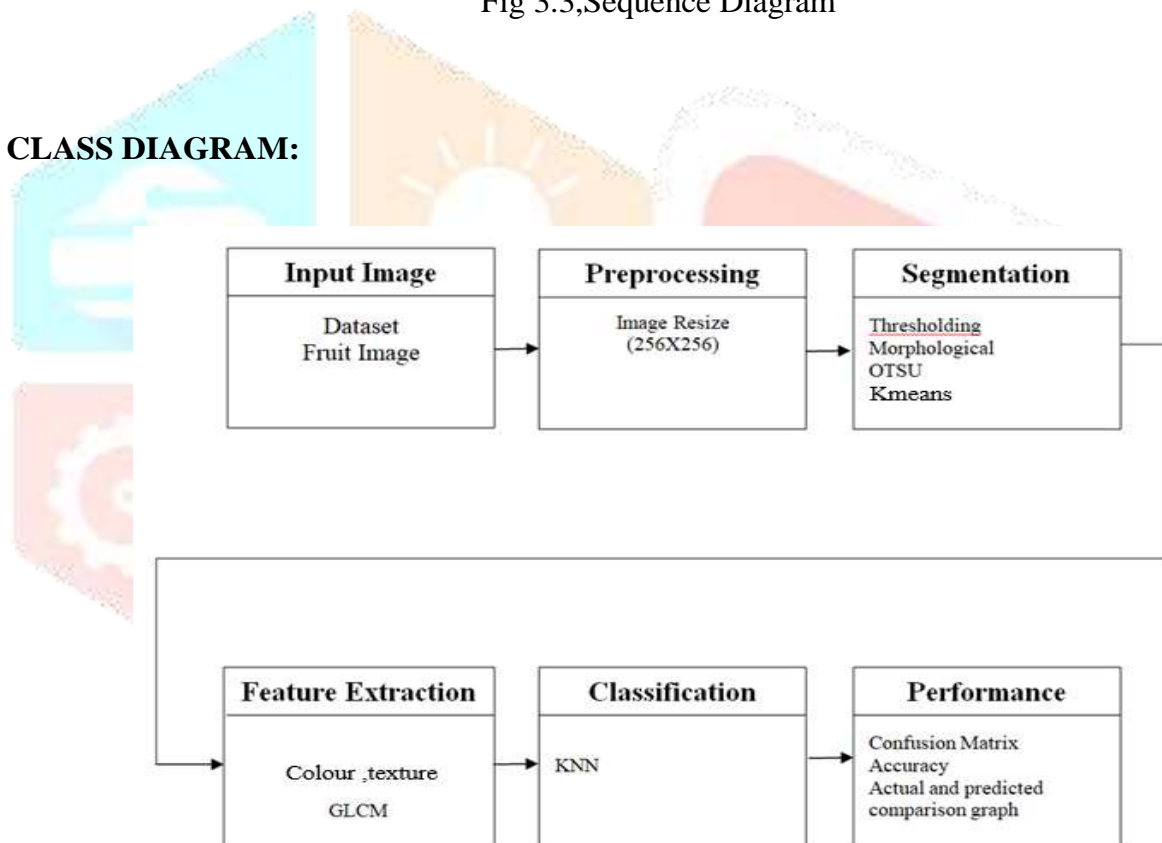 Fig 3.3,Sequence Diagram
CLASS DIAGRAM:
Input Image
Dataset
Fruit Image
Preprocessing
Image Resize
(256X256)
Segmentation
Thresholding
Morphological
OTSU
Kmeans
Feature Extraction
Colour ,texture
GLCM
Classification
KNN
Performance
Confusion Matrix
Accuracy
Actual and predicted
comparison graph